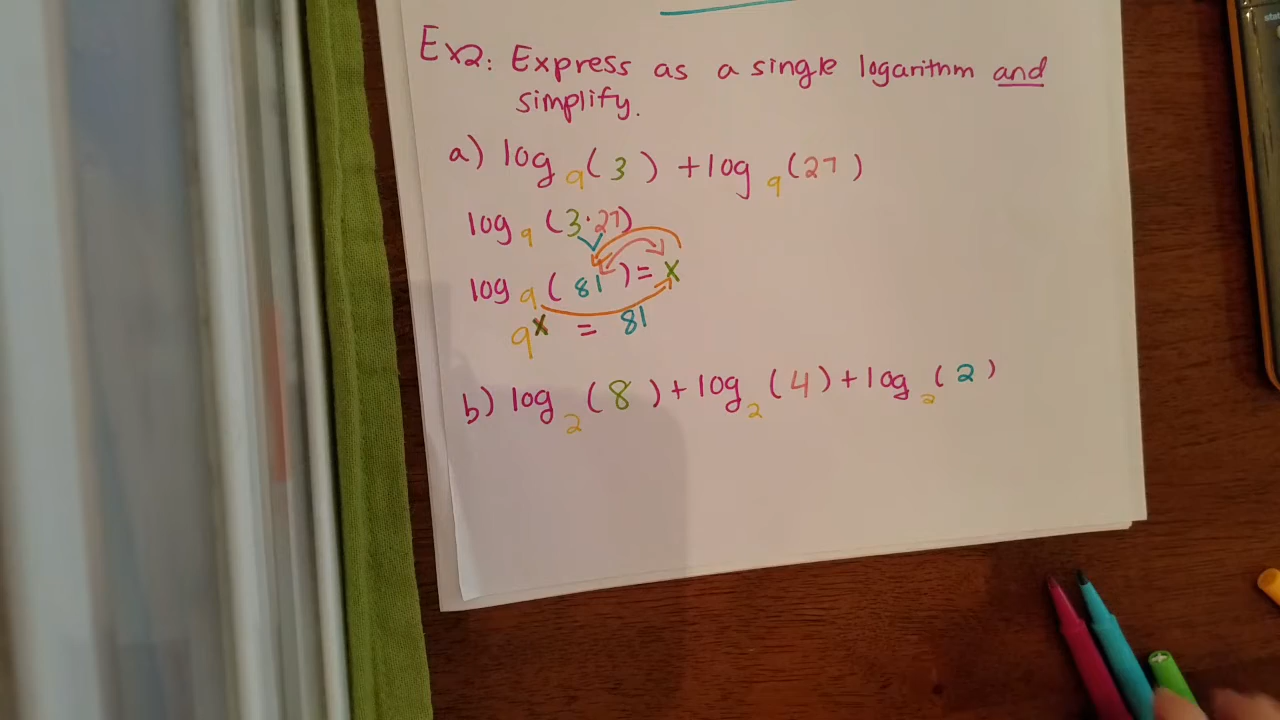 Ex2: Express as a single logarithm and
simplify.
a) log₉(3) + log₉(27)
log₉(3·27)
log₉(81) = x
9ˣ = 81
b) log₂(8) + log₂(4) + log₂(2)